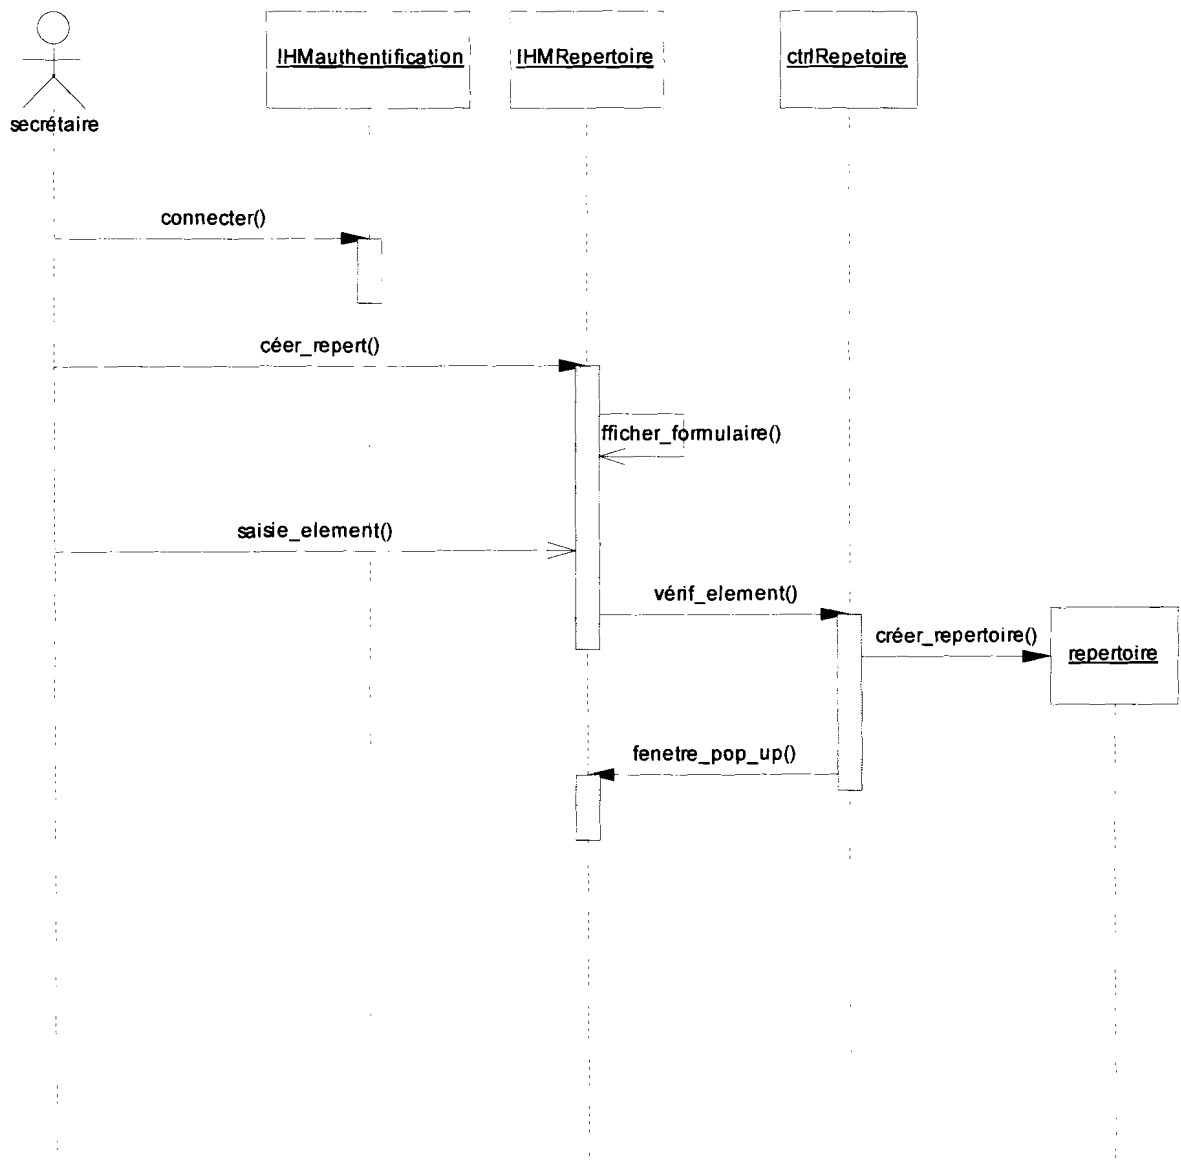 IHMauthentification
IHMRepertoire
ctrlRepetoire
secrétaire
connecter()
céer_repert()
fficher_formulaire()
saisie_element()
vérif_element()
créer_repertoire()
repertoire
fenetre_pop_up()